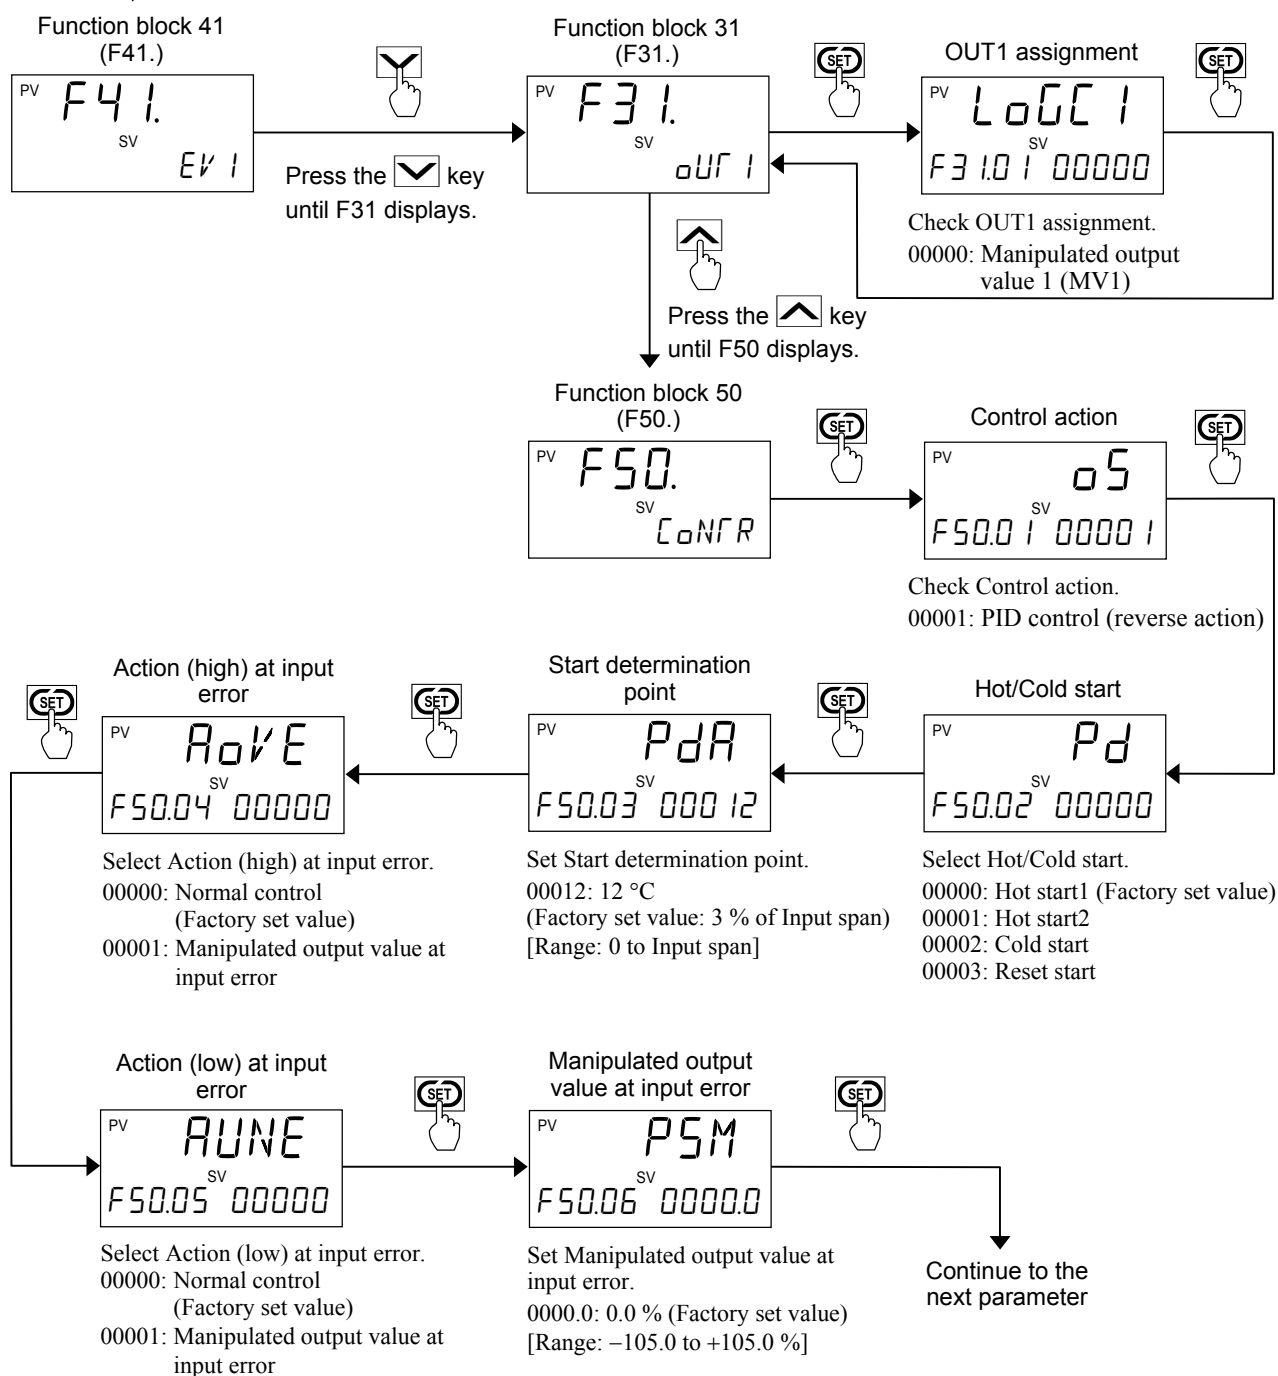 Function block 41
(F41.)
PV F41.
SV
EV1
Press the key
until F31 displays.
Function block 31
(F31.)
PV F31.
SV
oUT1
SET
OUT1 assignment
PV LoGC1
SV
F31.01 00000
Check OUT1 assignment.
00000: Manipulated output
value 1 (MV1)
SET
Press the key
until F50 displays.
Function block 50
(F50.)
PV F50.
SV
CoNTR
SET
Control action
PV oS
SV
F50.01 00001
Check Control action.
00001: PID control (reverse action)
SET
Hot/Cold start
PV Pd
SV
F50.02 00000
Select Hot/Cold start.
00000: Hot start1 (Factory set value)
00001: Hot start2
00002: Cold start
00003: Reset start
SET
Start determination
point
PV PdA
SV
F50.03 00012
Set Start determination point.
00012: 12 °C
(Factory set value: 3 % of Input span)
[Range: 0 to Input span]
SET
Action (high) at input
error
PV AoVE
SV
F50.04 00000
Select Action (high) at input error.
00000: Normal control
(Factory set value)
00001: Manipulated output value at
input error
SET
Action (low) at input
error
PV AUNE
SV
F50.05 00000
Select Action (low) at input error.
00000: Normal control
(Factory set value)
00001: Manipulated output value at
input error
SET
Manipulated output
value at input error
PV PSM
SV
F50.06 0000.0
Set Manipulated output value at
input error.
0000.0: 0.0 % (Factory set value)
[Range: −105.0 to +105.0 %]
SET
Continue to the
next parameter